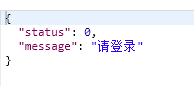 {
"status": 0,
"message": "请登录"
}